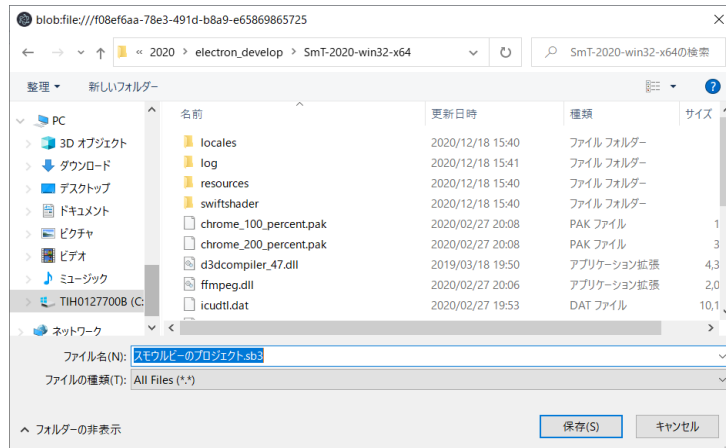 blob:file:///f08ef6aa-78e3-491d-b8a9-e65869865725
« 2020 > electron_develop > SmT-2020-win32-x64
SmT-2020-win32-x64の検索
整理
新しいフォルダー
PC
3D オブジェクト
ダウンロード
デスクトップ
ドキュメント
ピクチャ
ビデオ
ミュージック
TIH0127700B (C:
ネットワーク
名前 更新日時 種類 サイズ
locales 2020/12/18 15:40 ファイル フォルダー
log 2020/12/18 15:41 ファイル フォルダー
resources 2020/12/18 15:40 ファイル フォルダー
swiftshader 2020/12/18 15:40 ファイル フォルダー
chrome_100_percent.pak 2020/02/27 20:08 PAK ファイル 1
chrome_200_percent.pak 2020/02/27 20:08 PAK ファイル 3
d3dcompiler_47.dll 2019/03/18 19:50 アプリケーション拡張 4,3
ffmpeg.dll 2020/02/27 20:06 アプリケーション拡張 2,0
icudtl.dat 2020/02/27 19:53 DAT ファイル 10,1
ファイル名(N): スモウルビーのプロジェクト.sb3
ファイルの種類(T): All Files (*.*)
フォルダーの非表示
保存(S)
キャンセル